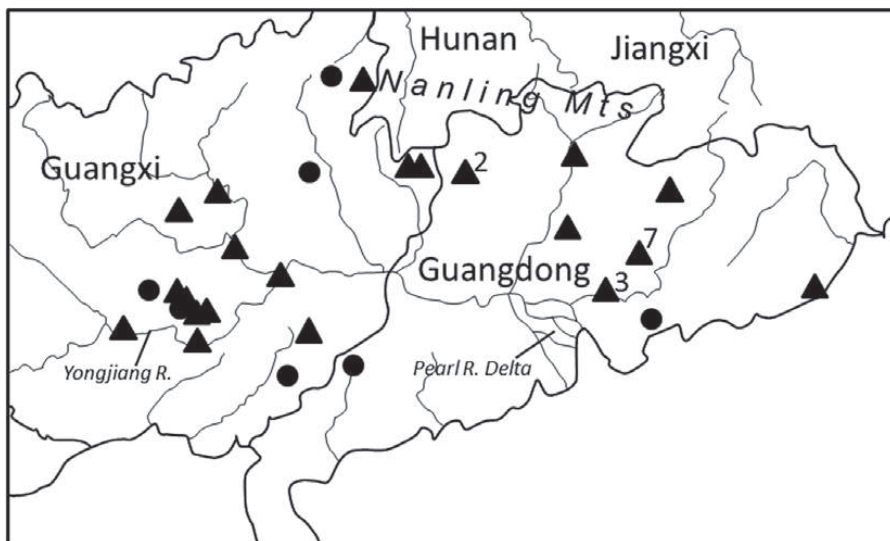 Hunan
Jiangxi
Nanling Mts
Guangxi
2
7
Guangdong
3
Yongjiang R.
Pearl R. Delta